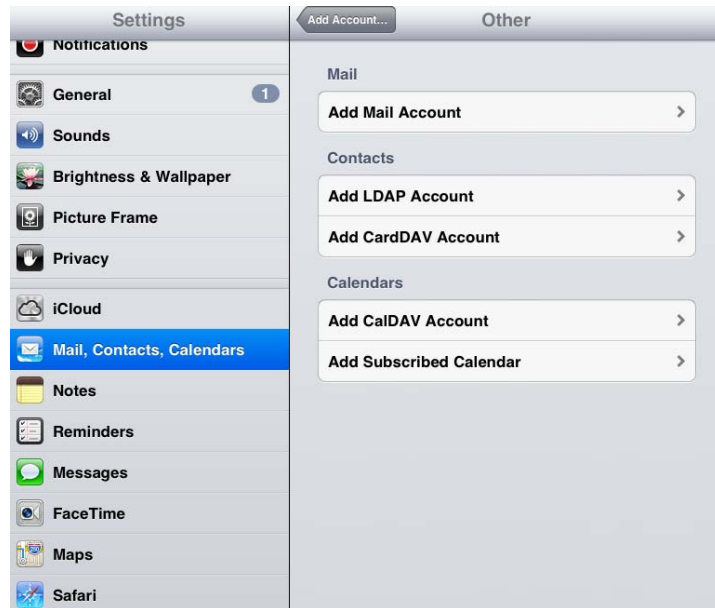 Settings
Notifications
General 1
Sounds
Brightness & Wallpaper
Picture Frame
Privacy
iCloud
Mail, Contacts, Calendars
Notes
Reminders
Messages
FaceTime
Maps
Safari
Add Account...
Other
Mail
Add Mail Account
Contacts
Add LDAP Account
Add CardDAV Account
Calendars
Add CalDAV Account
Add Subscribed Calendar